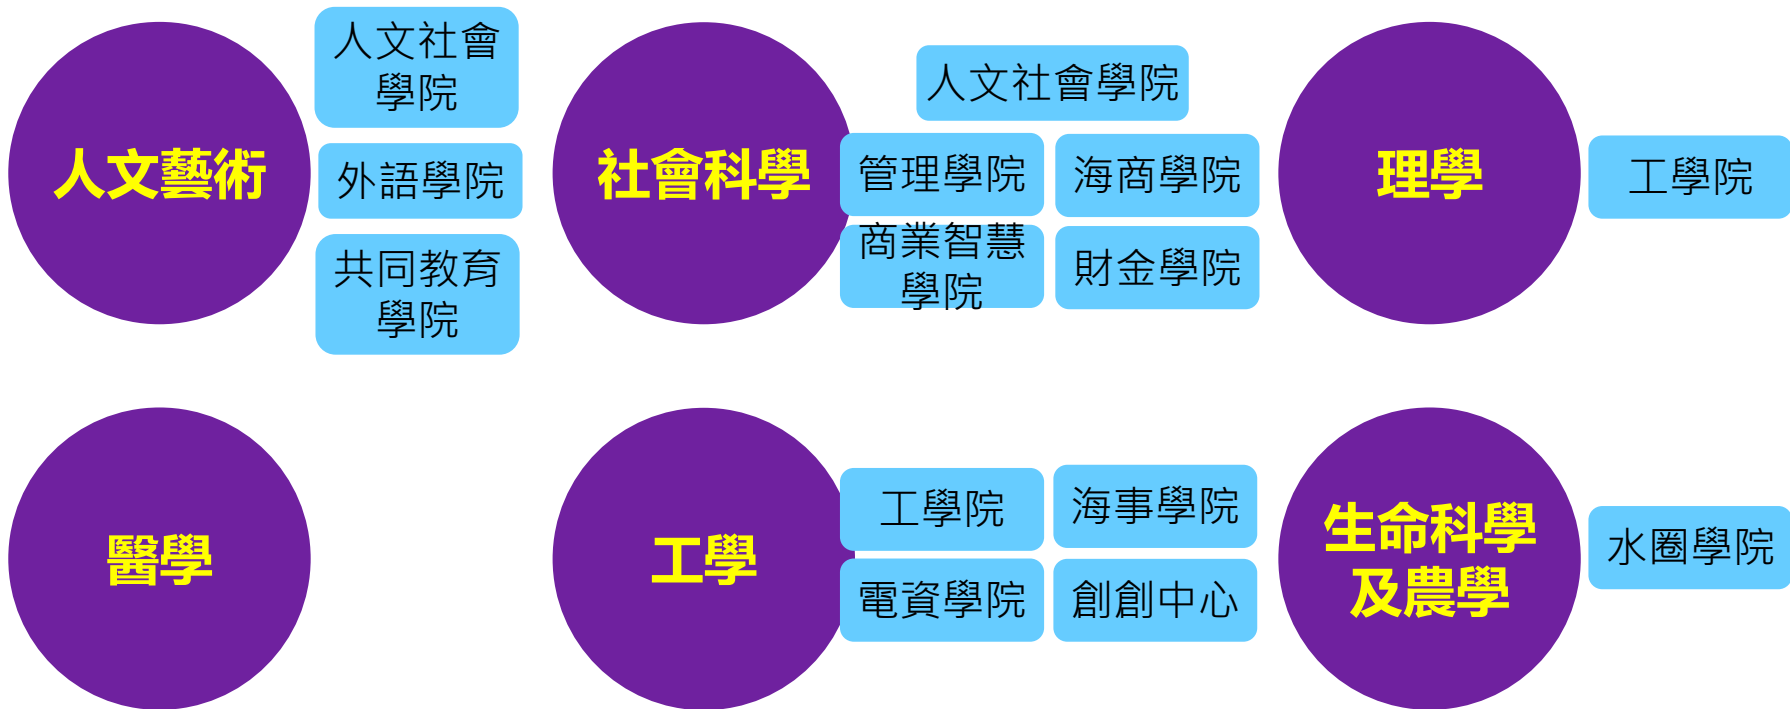 人文藝術
人文社會
學院
外語學院
共同教育
學院
社會科學
人文社會學院
管理學院
海商學院
商業智慧
學院
財金學院
理學
工學院
醫學
工學
工學院
海事學院
電資學院
創創中心
生命科學
及農學
水圈學院